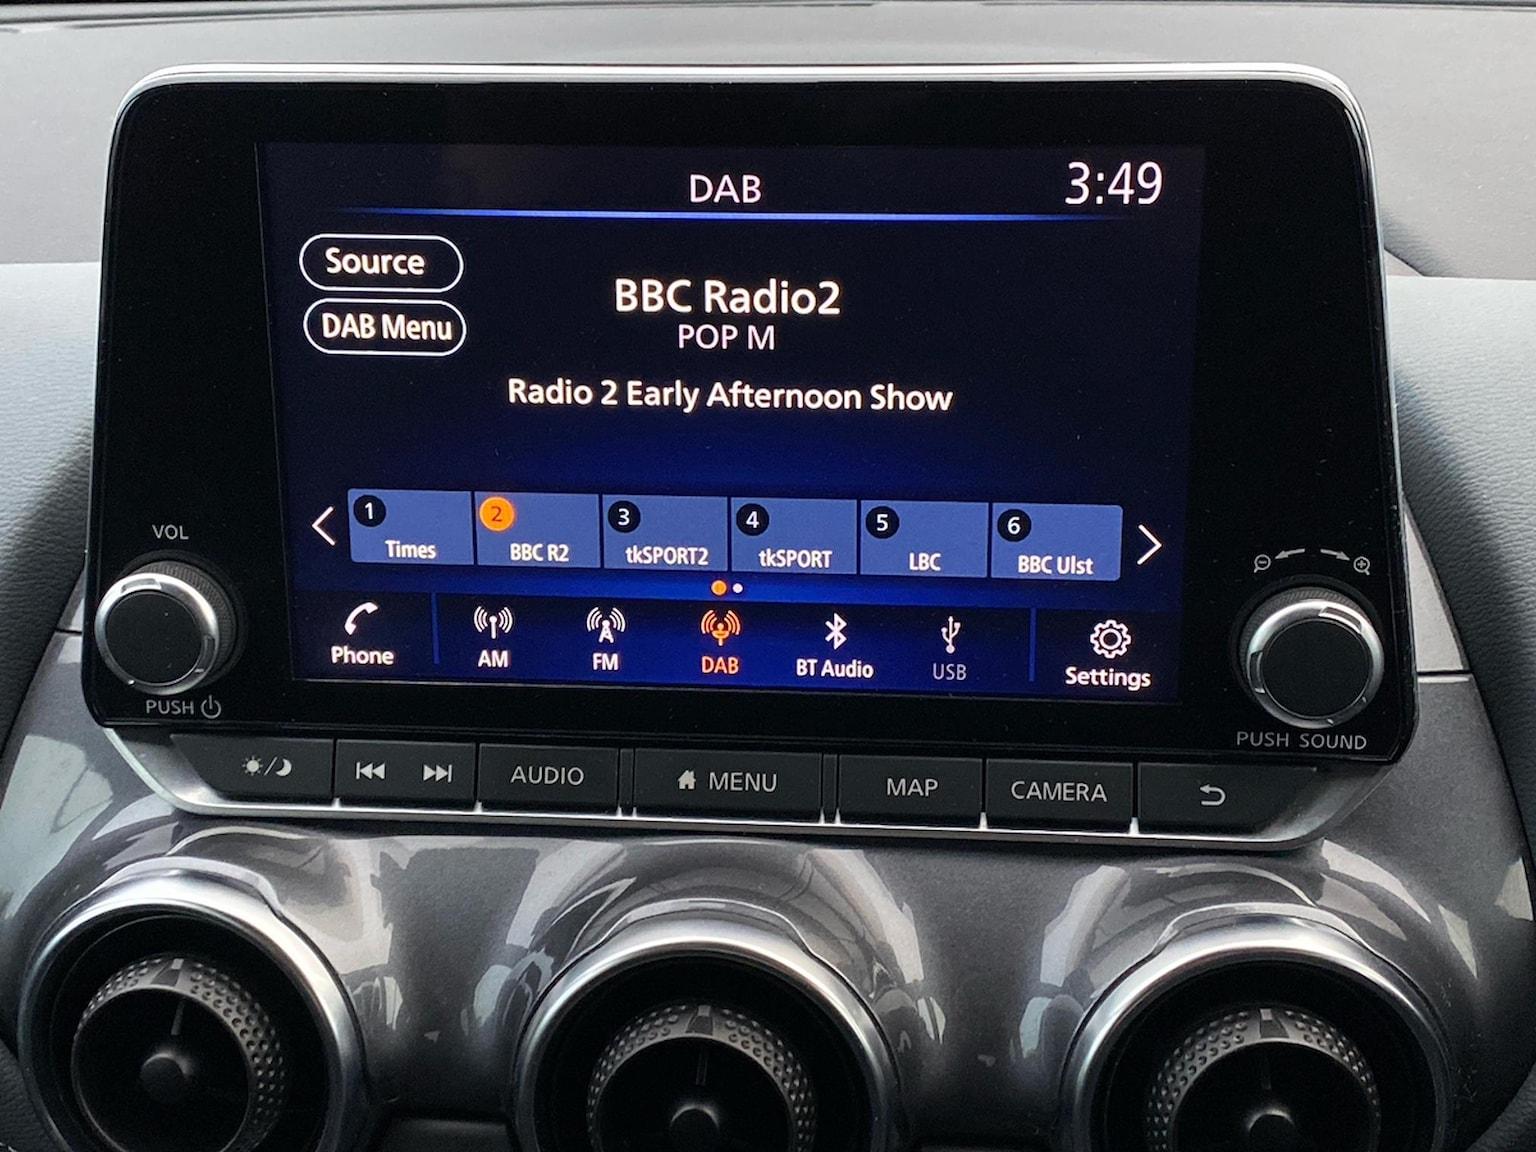 DAB
3:49
Source
DAB Menu
BBC Radio2
POP M
Radio 2 Early Afternoon Show
1 Times
2 BBC R2
3 tkSPORT2
4 tkSPORT
5 LBC
6 BBC Ulst
Phone
AM
FM
DAB
BT Audio
USB
Settings
VOL
PUSH
PUSH SOUND
AUDIO
MENU
MAP
CAMERA